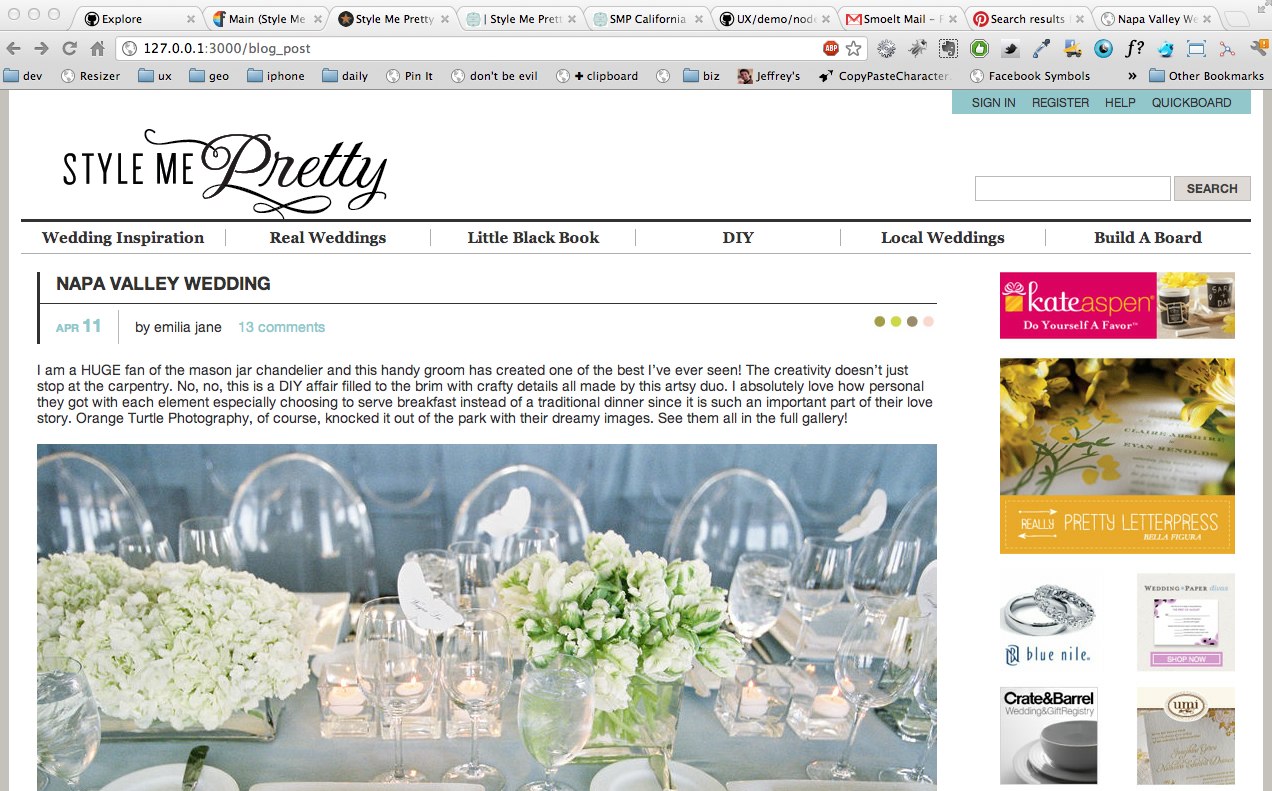 Explore
Main (Style Me
Style Me Pretty
| Style Me Prett
SMP California
UX/demo/node
Smoelt Mail –
Search results
Napa Valley We
127.0.0.1:3000/blog_post
ABP
f?
dev
Resizer
ux
geo
iphone
daily
Pin It
don't be evil
+ clipboard
biz
Jeffrey's
CopyPasteCharacter
Facebook Symbols
»
Other Bookmarks
SIGN IN REGISTER HELP QUICKBOARD
STYLE ME Pretty
SEARCH
Wedding Inspiration
Real Weddings
Little Black Book
DIY
Local Weddings
Build A Board
NAPA VALLEY WEDDING
APR 11
by emilia jane 13 comments
I am a HUGE fan of the mason jar chandelier and this handy groom has created one of the best I've ever seen! The creativity doesn't just
stop at the carpentry. No, no, this is a DIY affair filled to the brim with crafty details all made by this artsy duo. I absolutely love how personal
they got with each element especially choosing to serve breakfast instead of a traditional dinner since it is such an important part of their love
story. Orange Turtle Photography, of course, knocked it out of the park with their dreamy images. See them all in the full gallery!
kateaspen
Do Yourself A Favor™
REALLY PRETTY LETTERPRESS
BELLA FIGURA
blue nile.
WEDDING PAPER divas
SHOP NOW
Crate&Barrel
Wedding&GiftRegistry
umi